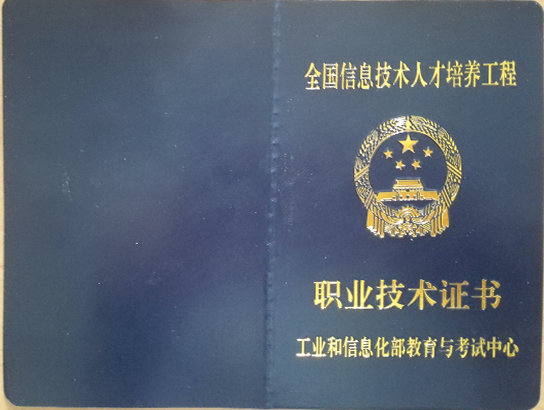 全国信息技术人才培养工程
职业技术证书
工业和信息化部教育与考试中心